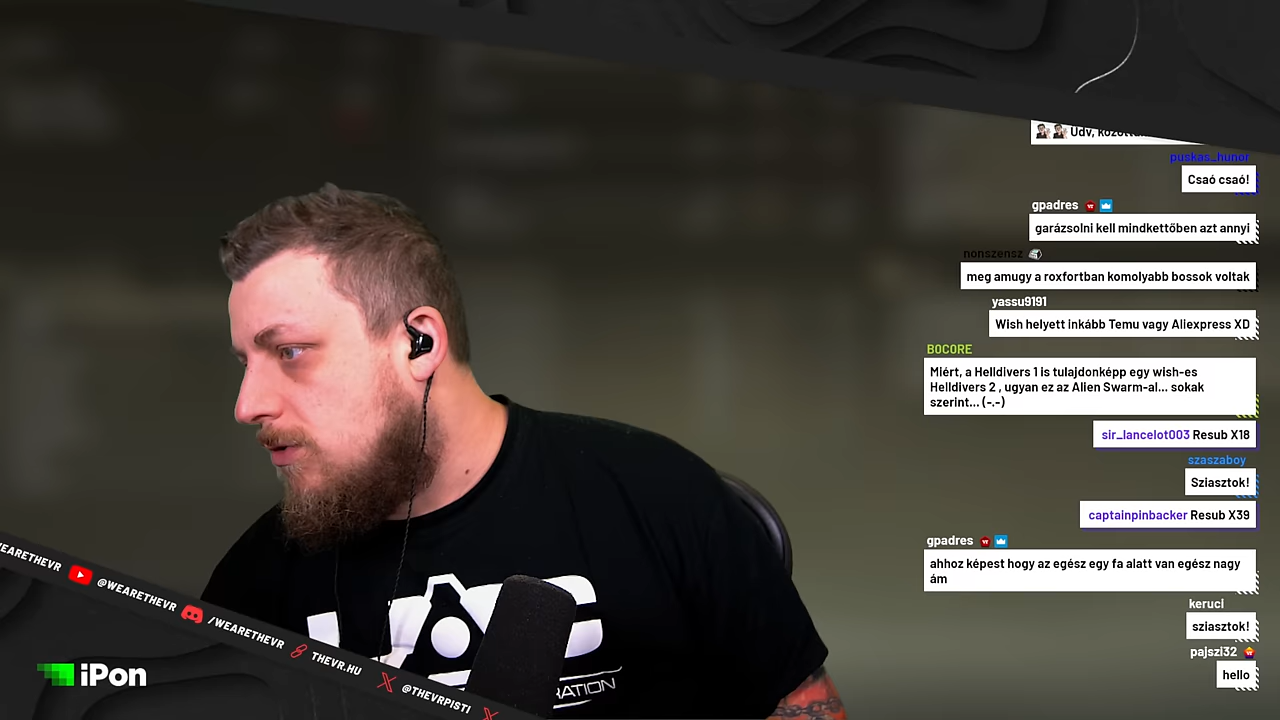 Üdv,
puskas_hunor
Csaó csaó!
gpadres
garázsolni kell mindkettőben azt annyi
nonszensz
meg amugy a roxfortban komolyabb bossok voltak
yassu9191
Wish helyett inkább Temu vagy Aliexpress XD
BOCORE
Miért, a Helldivers 1 is tulajdonképp egy wish-es
Helldivers 2 , ugyan ez az Alien Swarm-al... sokak
szerint... (-.-)
sir_lancelot003 Resub X18
szaszaboy
Sziasztok!
captainpinbacker Resub X39
gpadres
ahhoz képest hogy az egész egy fa alatt van egész nagy
ám
keruci
sziasztok!
pajszi32
hello
@WEARETHEVR
/WEARETHEVR
THEVR.HU
@THEVRPISTI
iPon